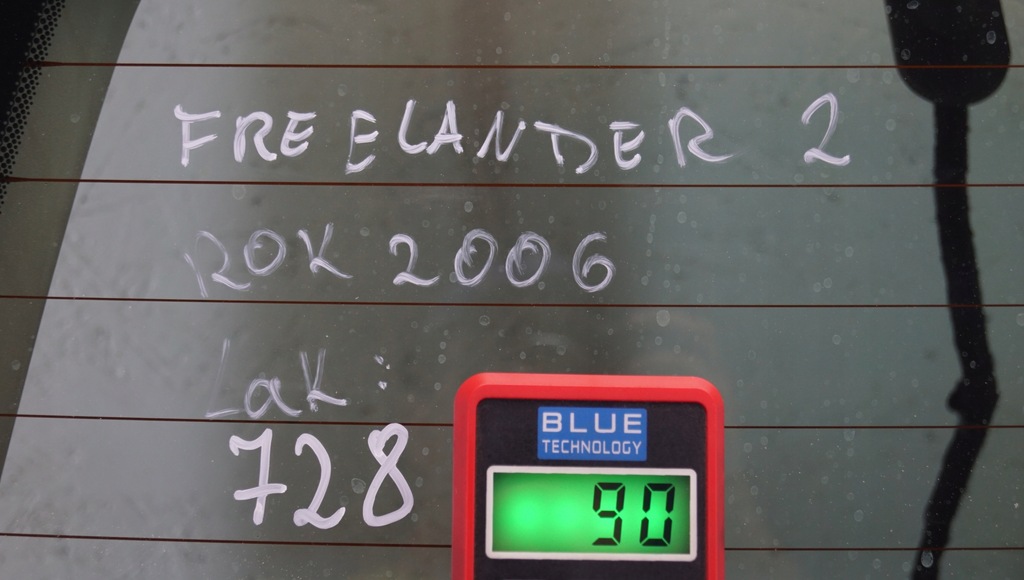 FREELANDER 2
ROK 2006
Lak:
728
BLUE
TECHNOLOGY
90